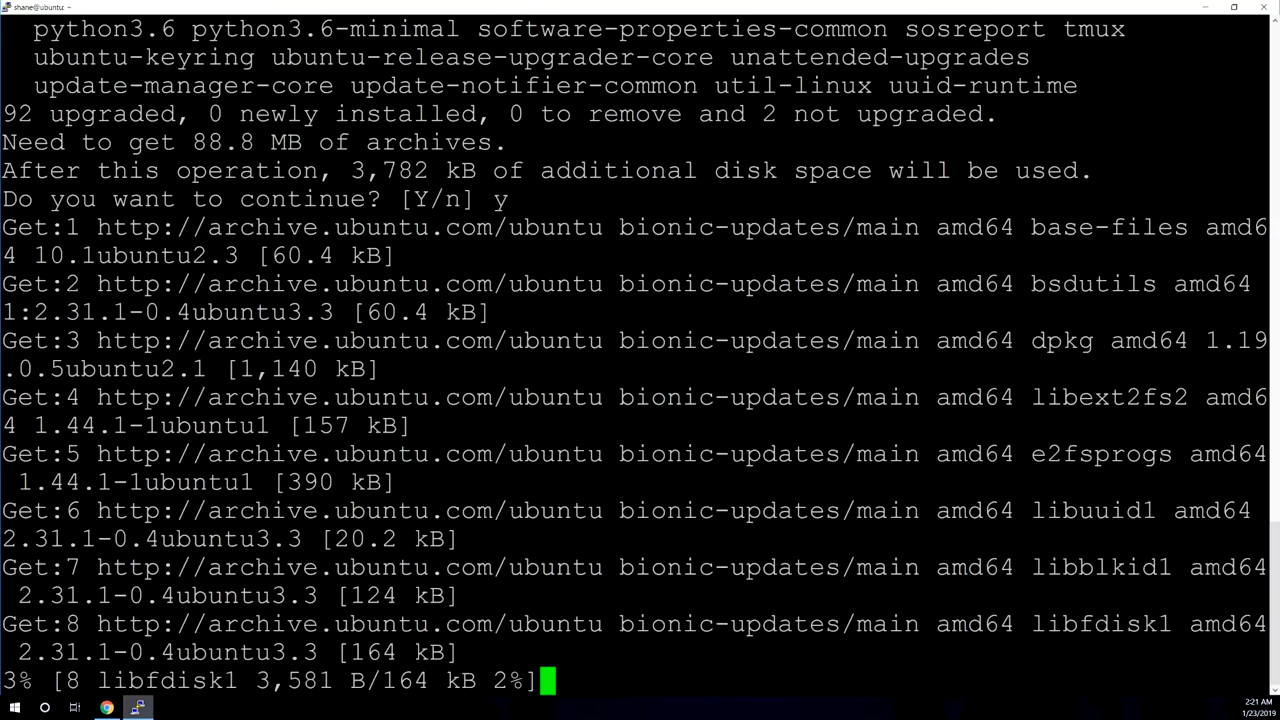 shane@ubuntu: ~
python3.6 python3.6-minimal software-properties-common sosreport tmux
ubuntu-keyring ubuntu-release-upgrader-core unattended-upgrades
update-manager-core update-notifier-common util-linux uuid-runtime
92 upgraded, 0 newly installed, 0 to remove and 2 not upgraded.
Need to get 88.8 MB of archives.
After this operation, 3,782 kB of additional disk space will be used.
Do you want to continue? [Y/n] y
Get:1 http://archive.ubuntu.com/ubuntu bionic-updates/main amd64 base-files amd6
4 10.1ubuntu2.3 [60.4 kB]
Get:2 http://archive.ubuntu.com/ubuntu bionic-updates/main amd64 bsdutils amd64
1:2.31.1-0.4ubuntu3.3 [60.4 kB]
Get:3 http://archive.ubuntu.com/ubuntu bionic-updates/main amd64 dpkg amd64 1.19
.0.5ubuntu2.1 [1,140 kB]
Get:4 http://archive.ubuntu.com/ubuntu bionic-updates/main amd64 libext2fs2 amd6
4 1.44.1-1ubuntu1 [157 kB]
Get:5 http://archive.ubuntu.com/ubuntu bionic-updates/main amd64 e2fsprogs amd64
1.44.1-1ubuntu1 [390 kB]
Get:6 http://archive.ubuntu.com/ubuntu bionic-updates/main amd64 libuuid1 amd64
2.31.1-0.4ubuntu3.3 [20.2 kB]
Get:7 http://archive.ubuntu.com/ubuntu bionic-updates/main amd64 libblkid1 amd64
2.31.1-0.4ubuntu3.3 [124 kB]
Get:8 http://archive.ubuntu.com/ubuntu bionic-updates/main amd64 libfdisk1 amd64
2.31.1-0.4ubuntu3.3 [164 kB]
3% [8 libfdisk1 3,581 B/164 kB 2%]
2:21 AM
1/23/2019